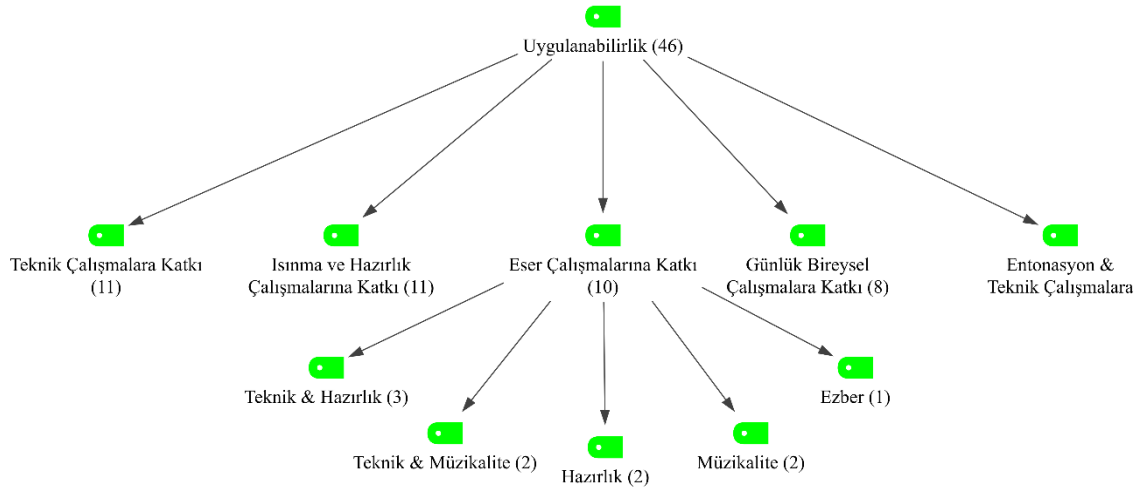 Uygulanabilirlik (46)
Teknik Çalışmalara Katkı
(11)
Isınma ve Hazırlık
Çalışmalarına Katkı (11)
Eser Çalışmalarına Katkı
(10)
Günlük Bireysel
Çalışmalara Katkı (8)
Entonasyon &
Teknik Çalışmalara
Teknik & Hazırlık (3)
Teknik & Müzikalite (2)
Hazırlık (2)
Müzikalite (2)
Ezber (1)